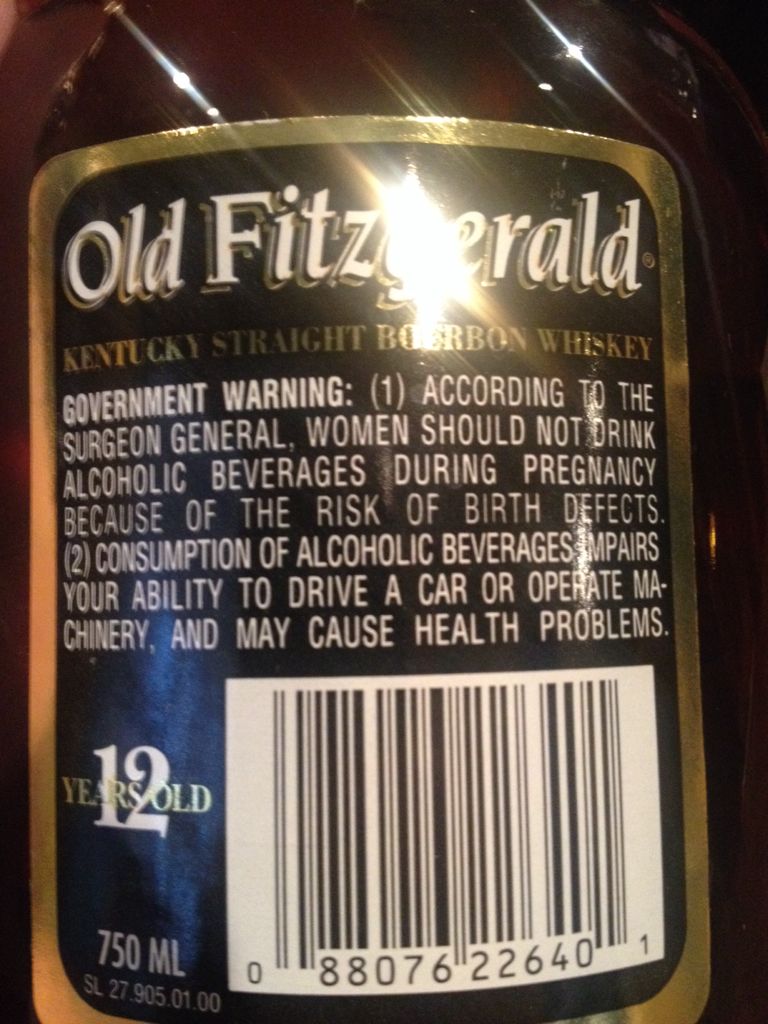 Old Fitzgerald®
KENTUCKY STRAIGHT BOURBON WHISKEY
GOVERNMENT WARNING: (1) ACCORDING TO THE
SURGEON GENERAL, WOMEN SHOULD NOT DRINK
ALCOHOLIC BEVERAGES DURING PREGNANCY
BECAUSE OF THE RISK OF BIRTH DEFECTS.
(2) CONSUMPTION OF ALCOHOLIC BEVERAGES IMPAIRS
YOUR ABILITY TO DRIVE A CAR OR OPERATE MA-
CHINERY, AND MAY CAUSE HEALTH PROBLEMS.
12
YEARS OLD
750 ML
SL 27.905.01.00
0 88076 22640 1